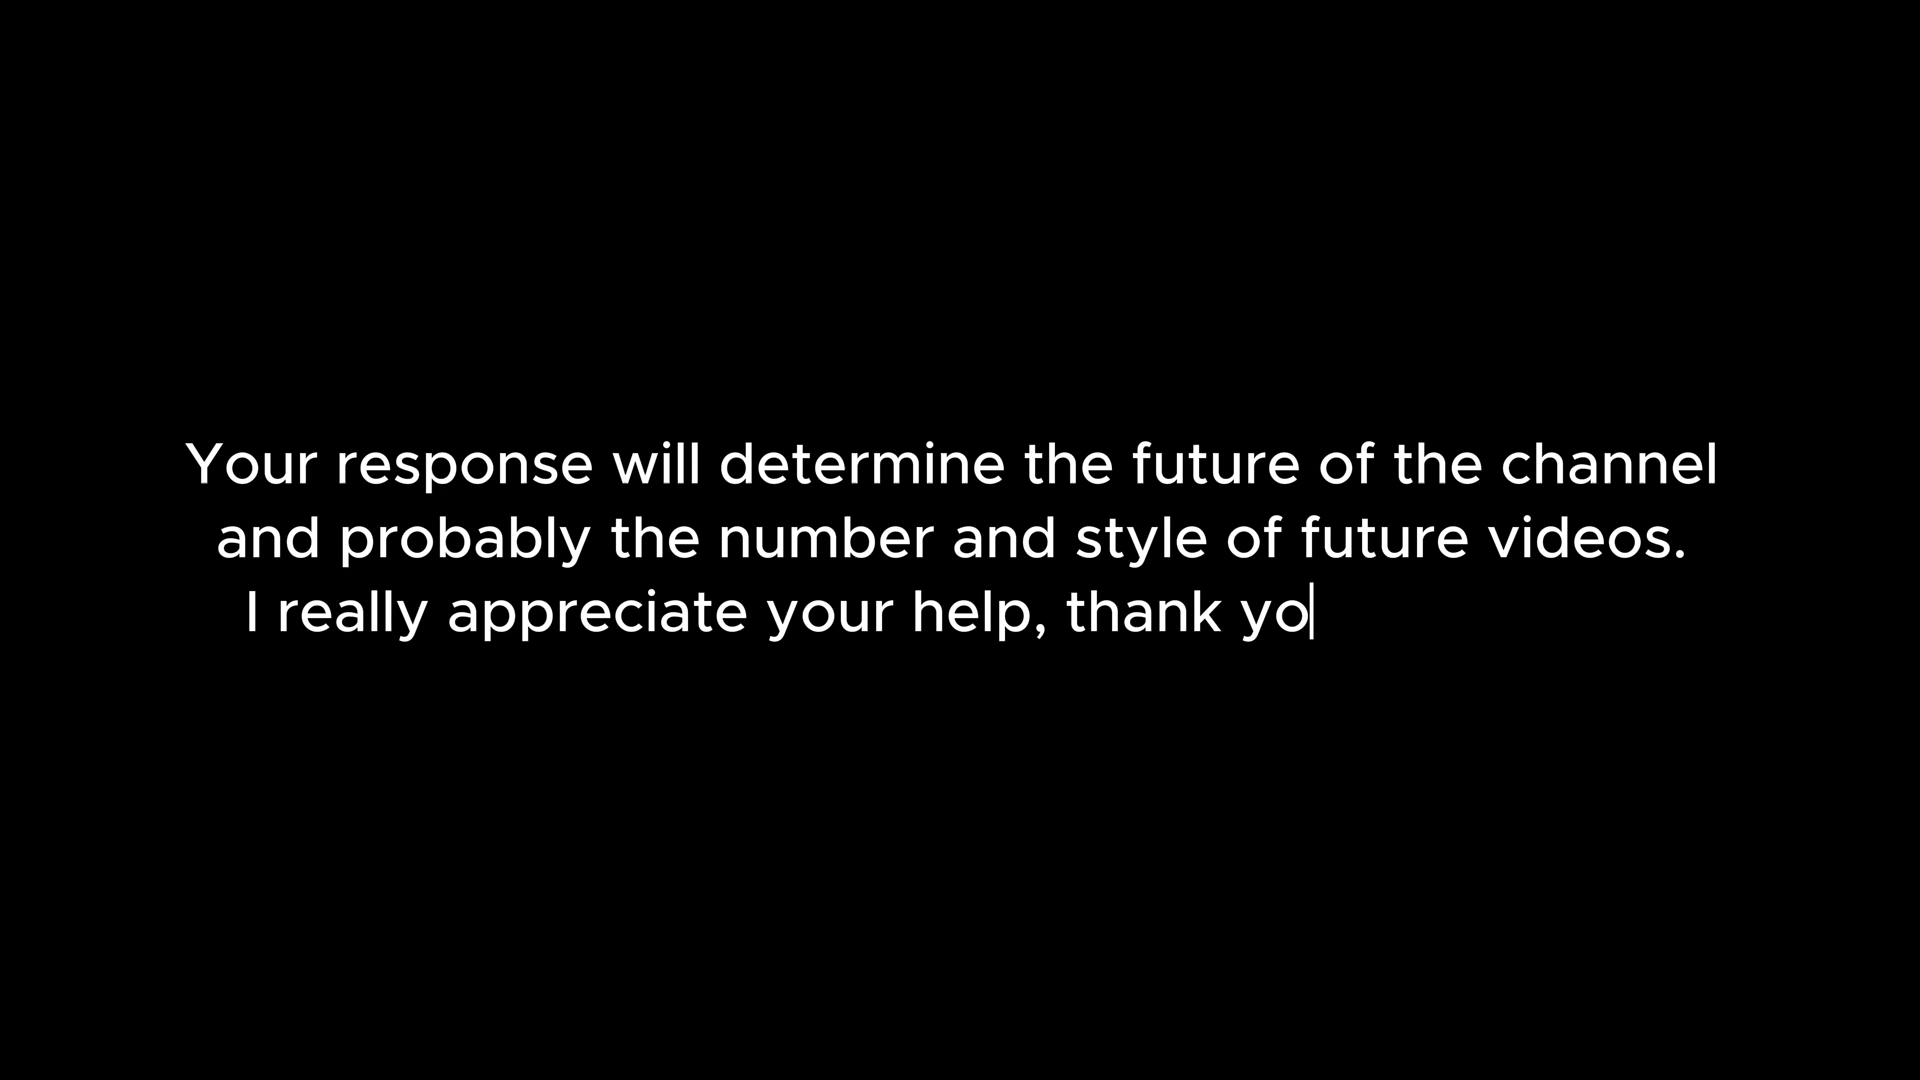 Your response will determine the future of the channel
and probably the number and style of future videos.
I really appreciate your help, thank yo